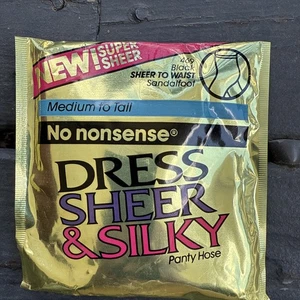 NEW! SUPER
SHEER
Black
SHEER TO WAIST
Sandalfoot
Medium to Tall
No nonsense®
DRESS
SHEER
& SILKY
Panty Hose